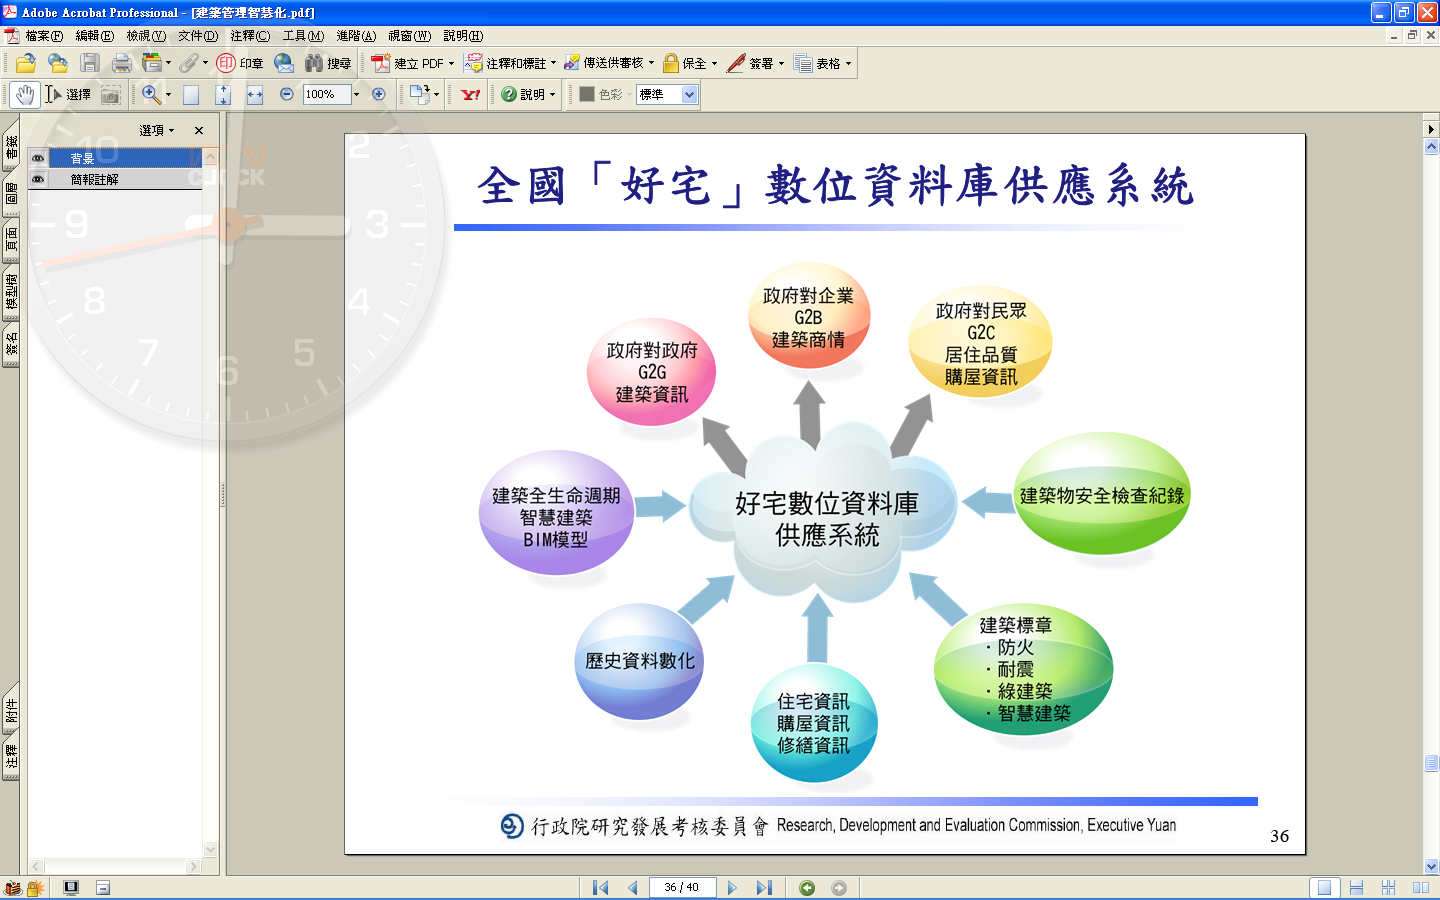 Adobe Acrobat Professional - [建築管理智慧化.pdf]
檔案(F) 編輯(E) 檢視(V) 文件(D) 注釋(C) 工具(M) 進階(A) 視窗(W) 說明(H)
印章 搜尋 建立 PDF 注釋和標註 傳送供審核 保全 簽署 表格
選擇 100% Y! 說明 色彩 標準
選項
背景
簡報註解
書籤
圖層
頁面
模型樹
簽名
附件
注釋
10
2
CLOCK
9
3
8
4
7
6
5
全國「好宅」數位資料庫供應系統
政府對企業
G2B
建築商情
政府對民眾
G2C
居住品質
購屋資訊
政府對政府
G2G
建築資訊
建築全生命週期
智慧建築
BIM模型
好宅數位資料庫
供應系統
建築物安全檢查紀錄
歷史資料數化
住宅資訊
購屋資訊
修繕資訊
建築標章
・防火
・耐震
・綠建築
・智慧建築
行政院研究發展考核委員會 Research, Development and Evaluation Commission, Executive Yuan
36
36 / 40